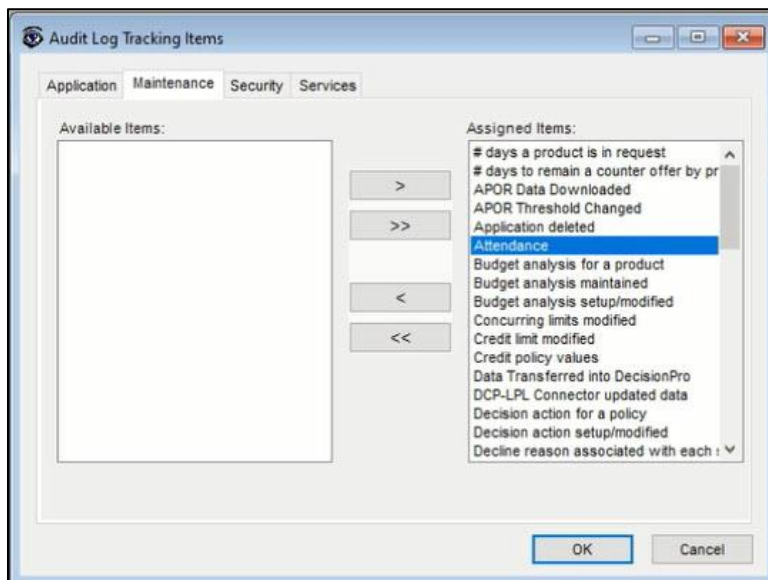 Audit Log Tracking Items
Application Maintenance Security Services
Available Items:
Assigned Items:
# days a product is in request
# days to remain a counter offer by pr
APOR Data Downloaded
APOR Threshold Changed
Application deleted
Attendance
Budget analysis for a product
Budget analysis maintained
Budget analysis setup/modified
Concurring limits modified
Credit limit modified
Credit policy values
Data Transferred into DecisionPro
DCP-LPL Connector updated data
Decision action for a policy
Decision action setup/modified
Decline reason associated with each s
>
>>
<
<<
OK Cancel